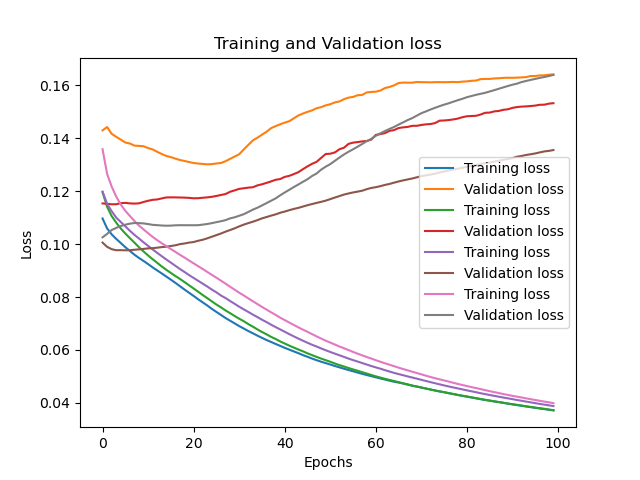 Training and Validation loss
Loss
0.16
0.14
0.12
0.10
0.08
0.06
0.04
Training loss
Validation loss
Training loss
Validation loss
Training loss
Validation loss
Training loss
Validation loss
0 20 40 60 80 100
Epochs